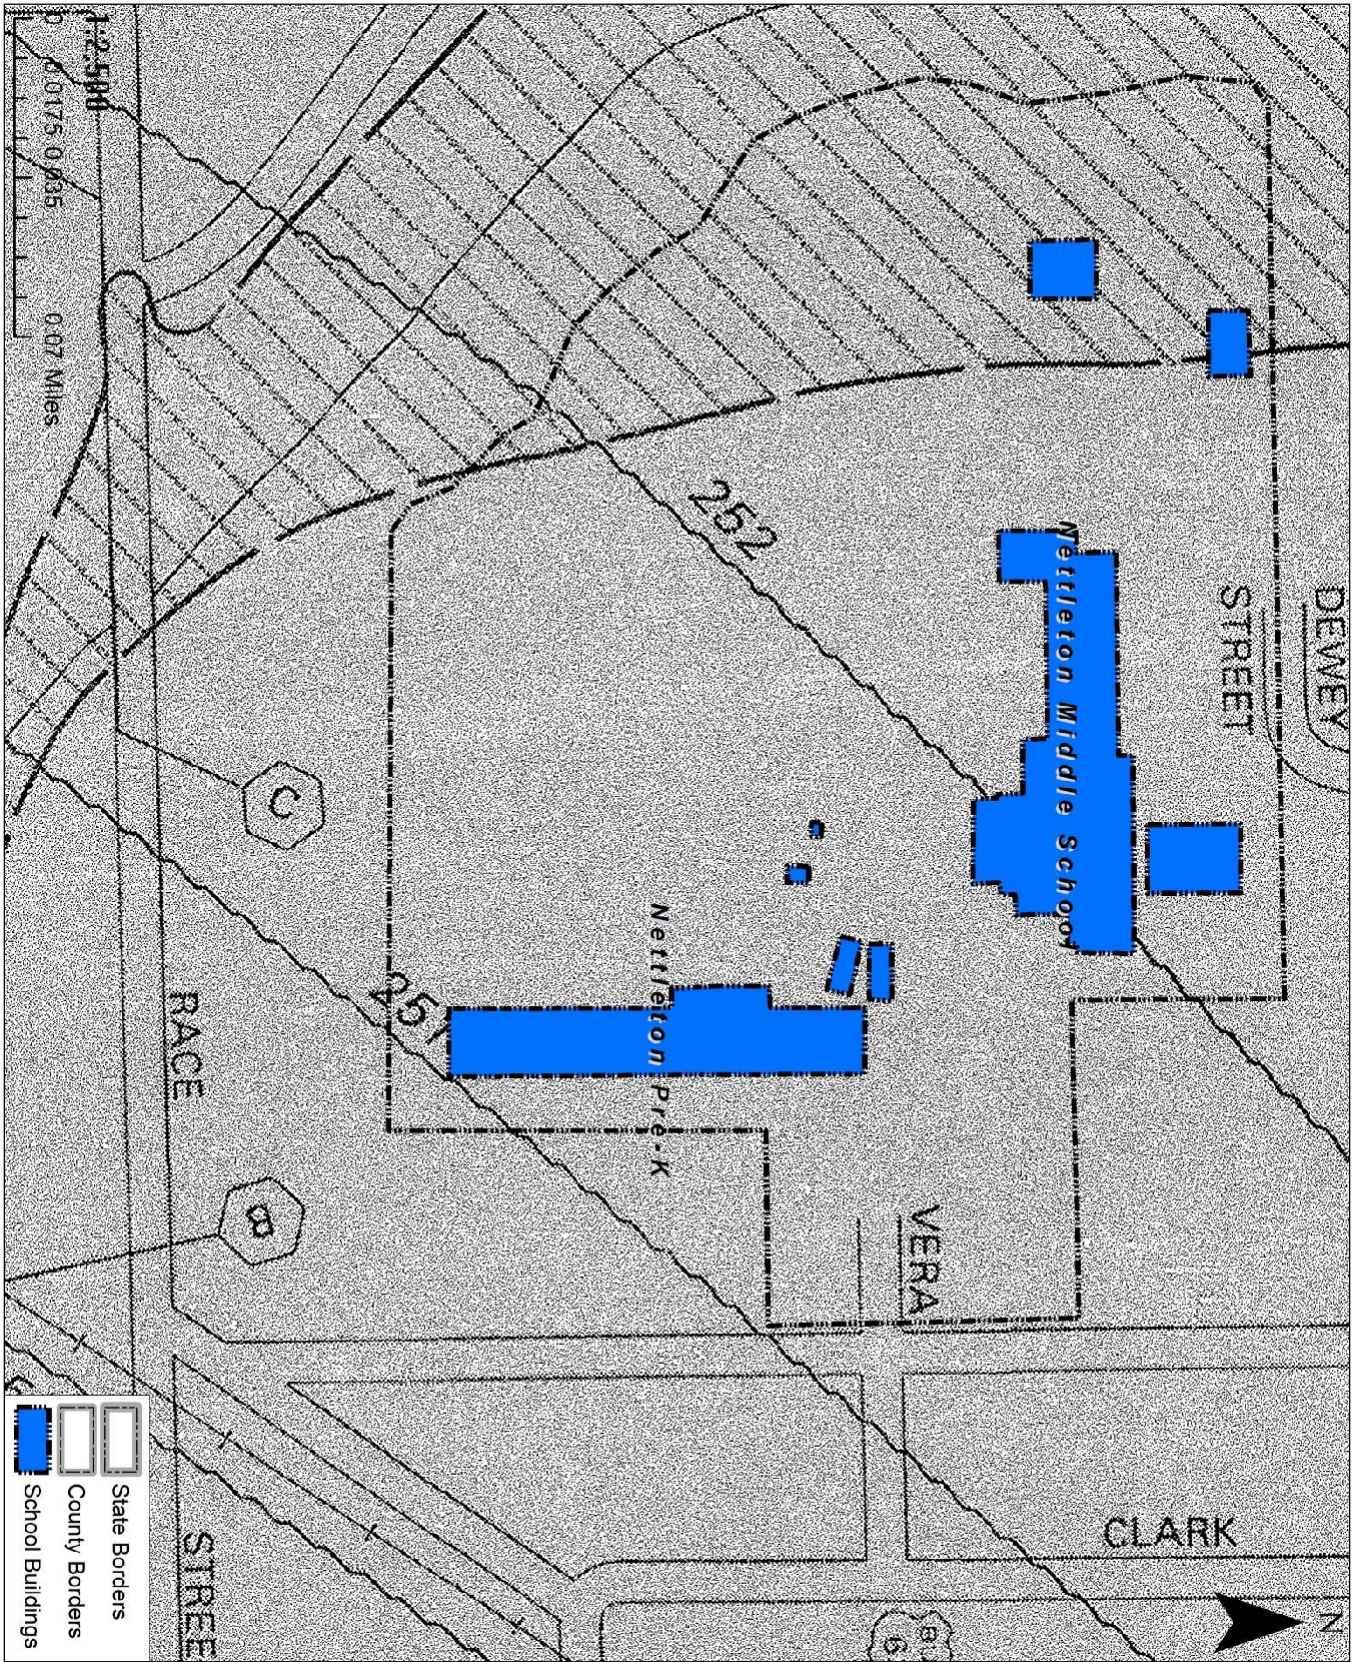 DEWEY
N
STREET
CLARK
Nettleton Middle School
VERA
B
6
252
Nettleton Pre-K
251
C
B
RACE
STREE
1:2,500
0 0.0175 0.035 0.07 Miles
State Borders
County Borders
School Buildings